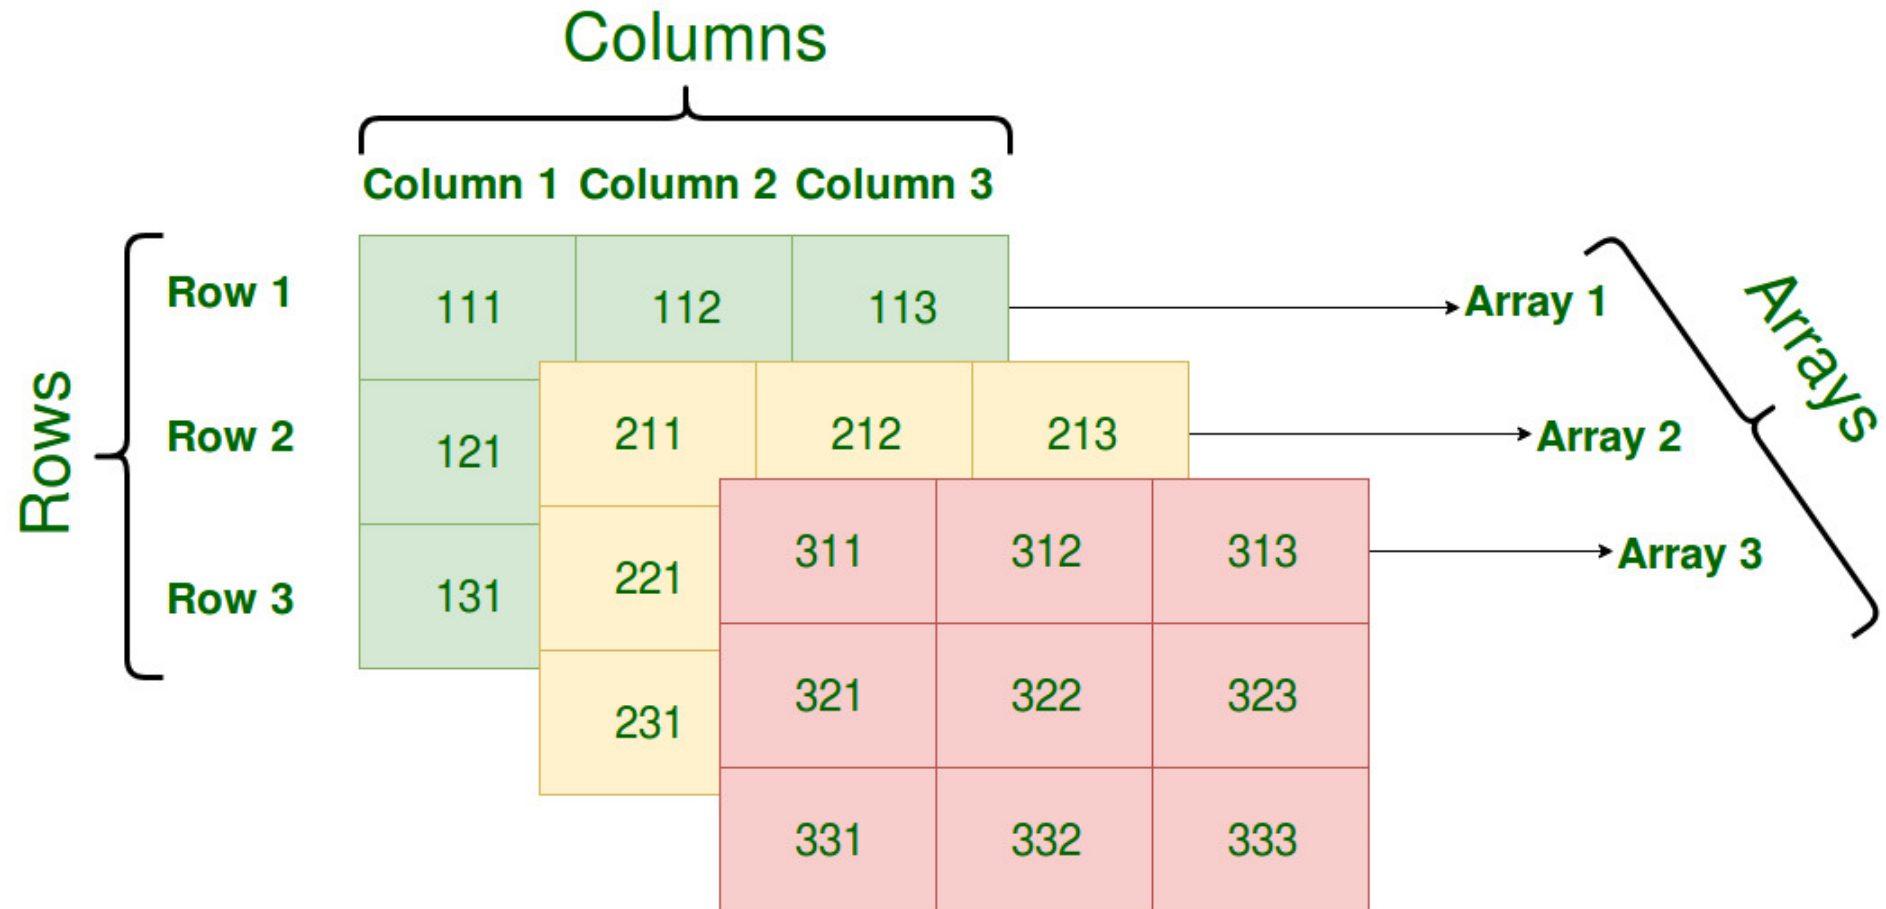 Columns
Column 1 Column 2 Column 3
Rows
Row 1
Row 2
Row 3
111 112 113
121
131
211 212 213
221
231
311 312 313
321 322 323
331 332 333
Array 1
Array 2
Array 3
Arrays